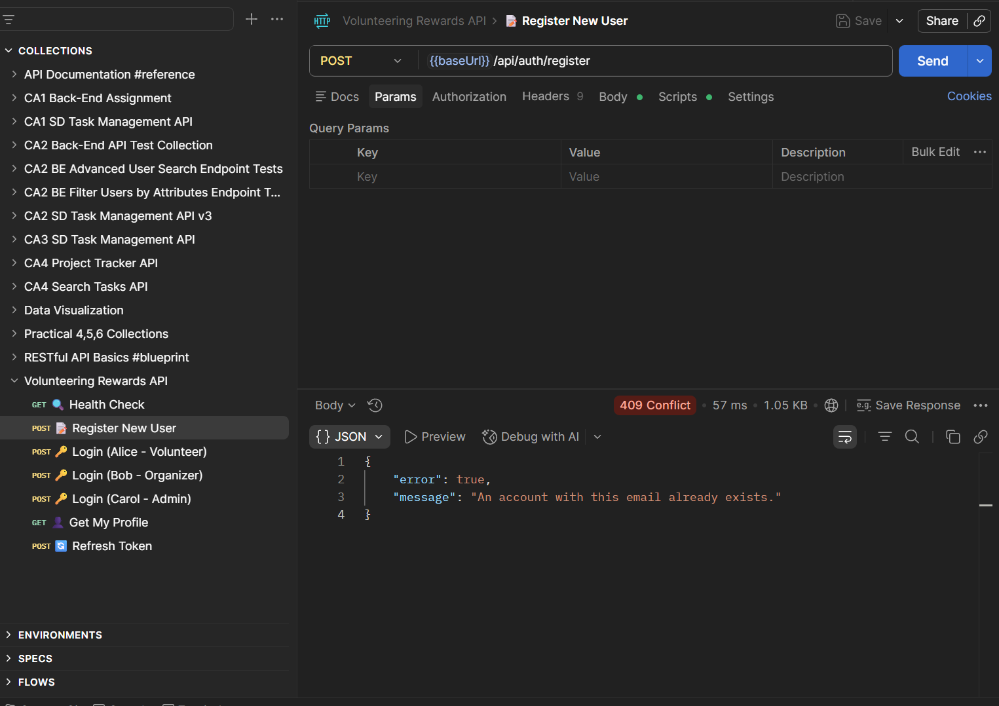 COLLECTIONS
API Documentation #reference
CA1 Back-End Assignment
CA1 SD Task Management API
CA2 Back-End API Test Collection
CA2 BE Advanced User Search Endpoint Tests
CA2 BE Filter Users by Attributes Endpoint T...
CA2 SD Task Management API v3
CA3 SD Task Management API
CA4 Project Tracker API
CA4 Search Tasks API
Data Visualization
Practical 4,5,6 Collections
RESTful API Basics #blueprint
Volunteering Rewards API
GET 🔍 Health Check
POST 📝 Register New User
POST 🔑 Login (Alice - Volunteer)
POST 🔑 Login (Bob - Organizer)
POST 🔑 Login (Carol - Admin)
GET 👤 Get My Profile
POST 🔄 Refresh Token
ENVIRONMENTS
SPECS
FLOWS
HTTP Volunteering Rewards API > 📝 Register New User Save Share
POST {{baseUrl}} /api/auth/register Send
Docs Params Authorization Headers 9 Body Scripts Settings Cookies
Query Params
Key Value Description Bulk Edit
Key Value Description
Body 409 Conflict • 57 ms • 1.05 KB • e.g. Save Response
{} JSON Preview Debug with AI
1 {
2 "error": true,
3 "message": "An account with this email already exists."
4 }